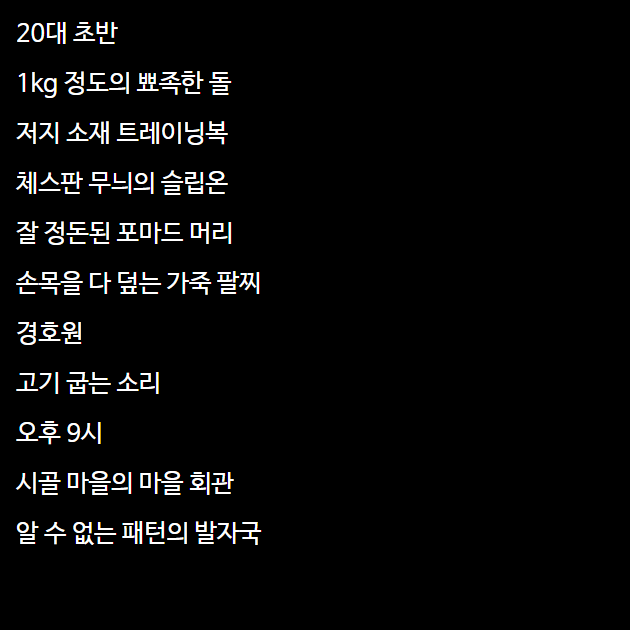 20대 초반
1kg 정도의 뾰족한 돌
저지 소재 트레이닝복
체스판 무늬의 슬립온
잘 정돈된 포마드 머리
손목을 다 덮는 가죽 팔찌
경호원
고기 굽는 소리
오후 9시
시골 마을의 마을 회관
알 수 없는 패턴의 발자국